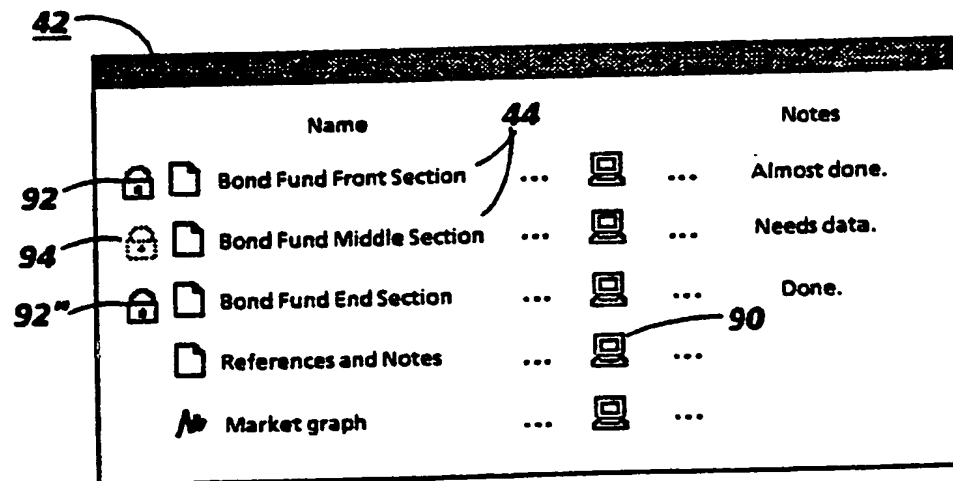 42
Name 44 Notes
92 Bond Fund Front Section ... ... Almost done.
94 Bond Fund Middle Section ... ... Needs data.
92" Bond Fund End Section ... ... Done.
90
References and Notes ... ...
Market graph ... ...